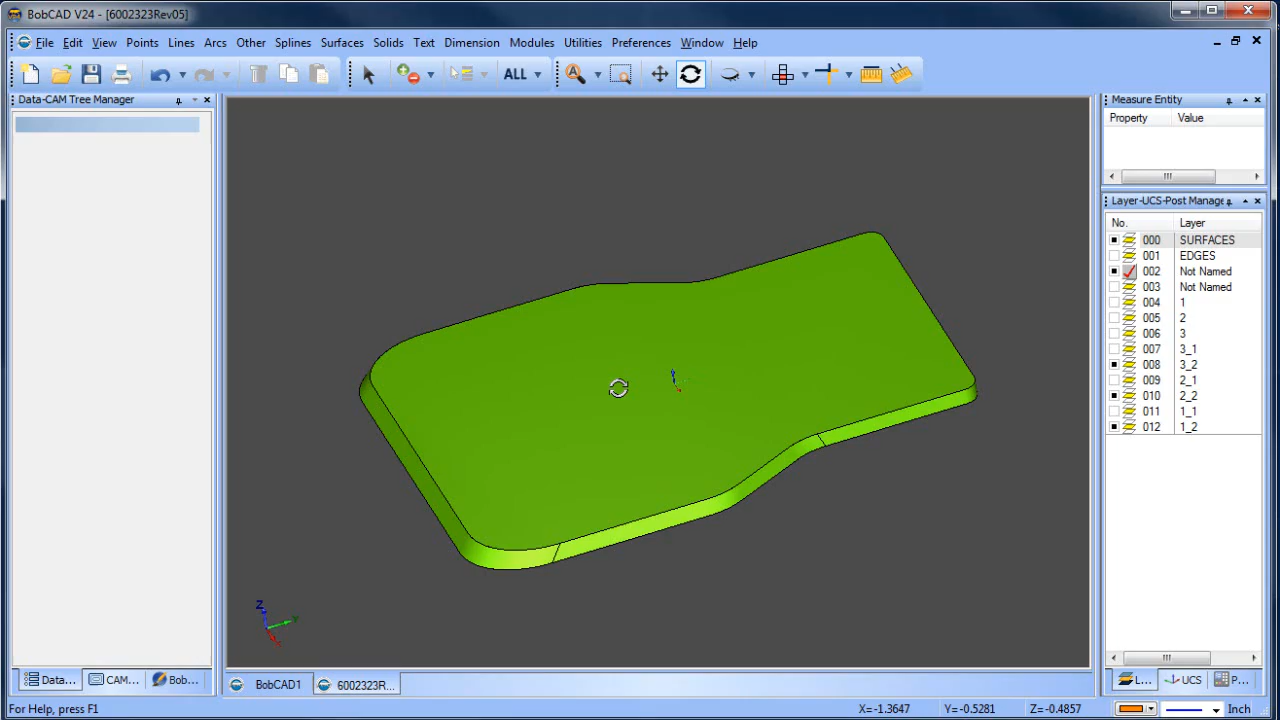 BobCAD V24 - [6002323Rev05]
File Edit View Points Lines Arcs Other Splines Surfaces Solids Text Dimension Modules Utilities Preferences Window Help
ALL
Data-CAM Tree Manager
Measure Entity
Property Value
Layer-UCS-Post Manage
No. Layer
000 SURFACES
001 EDGES
002 Not Named
003 Not Named
004 1
005 2
006 3
007 3_1
008 3_2
009 2_1
010 2_2
011 1_1
012 1_2
Z
Y
X
Data... CAM... Bob...
BobCAD1 6002323R...
L... UCS P...
For Help, press F1
X=-1.3647 Y=-0.5281 Z=-0.4857 Inch